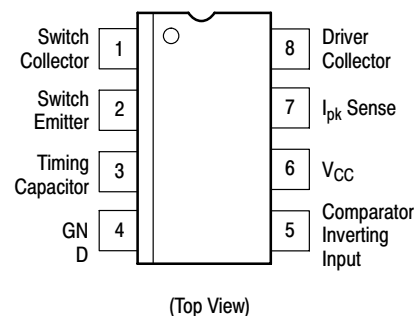 Switch
Collector
1
8
Driver
Collector
Switch
Emitter
2
7
Ipk Sense
Timing
Capacitor
3
6
VCC
GN
D
4
5
Comparator
Inverting
Input
(Top View)